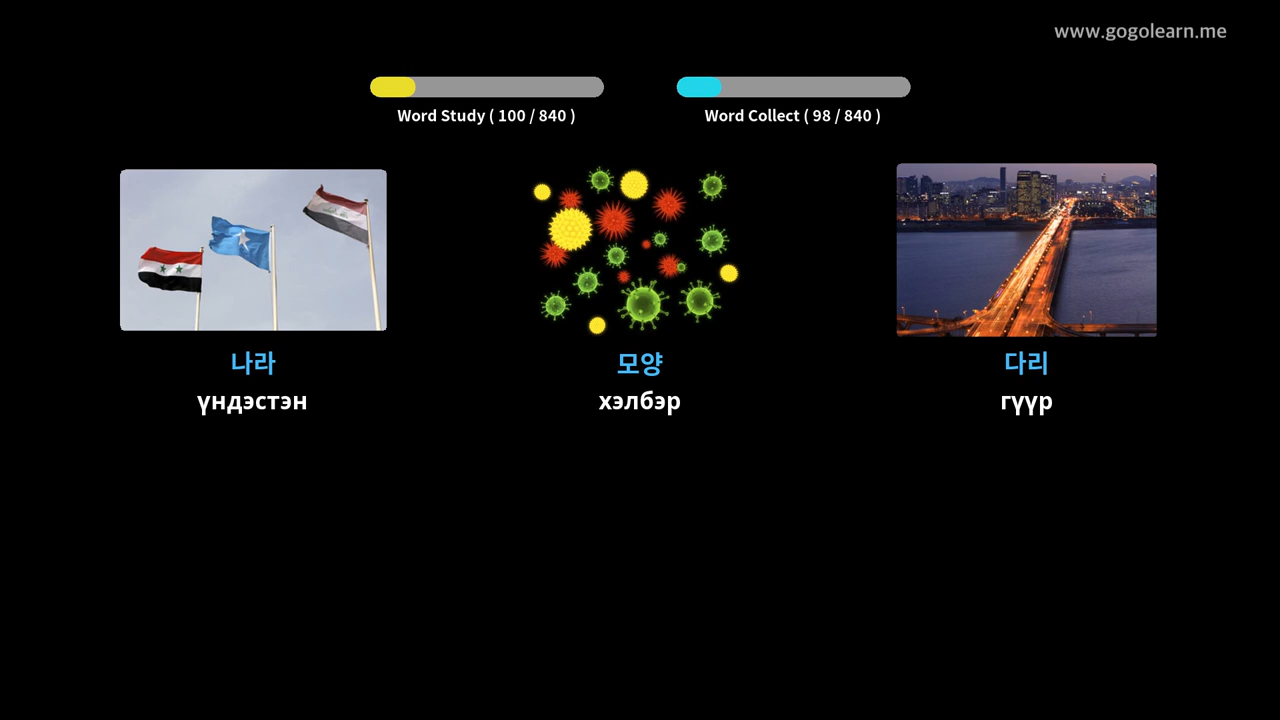 www.gogolearn.me
Word Study ( 100 / 840 )
Word Collect ( 98 / 840 )
나라
үндэстэн
모양
хэлбэр
다리
гүүр